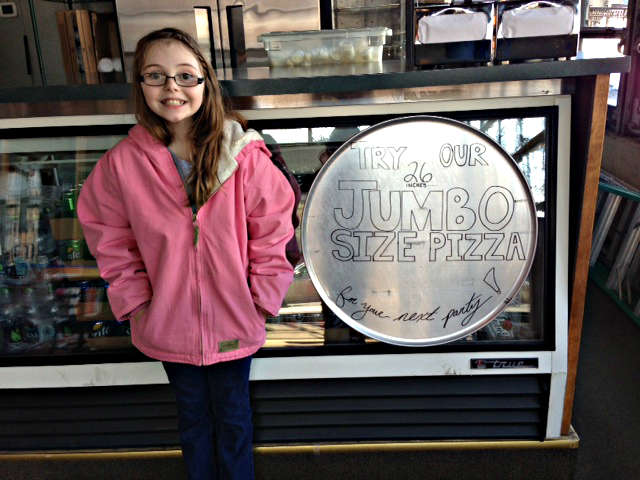 TRY OUR
26
INCHES
JUMBO
SIZE PIZZA
for your next party!
true